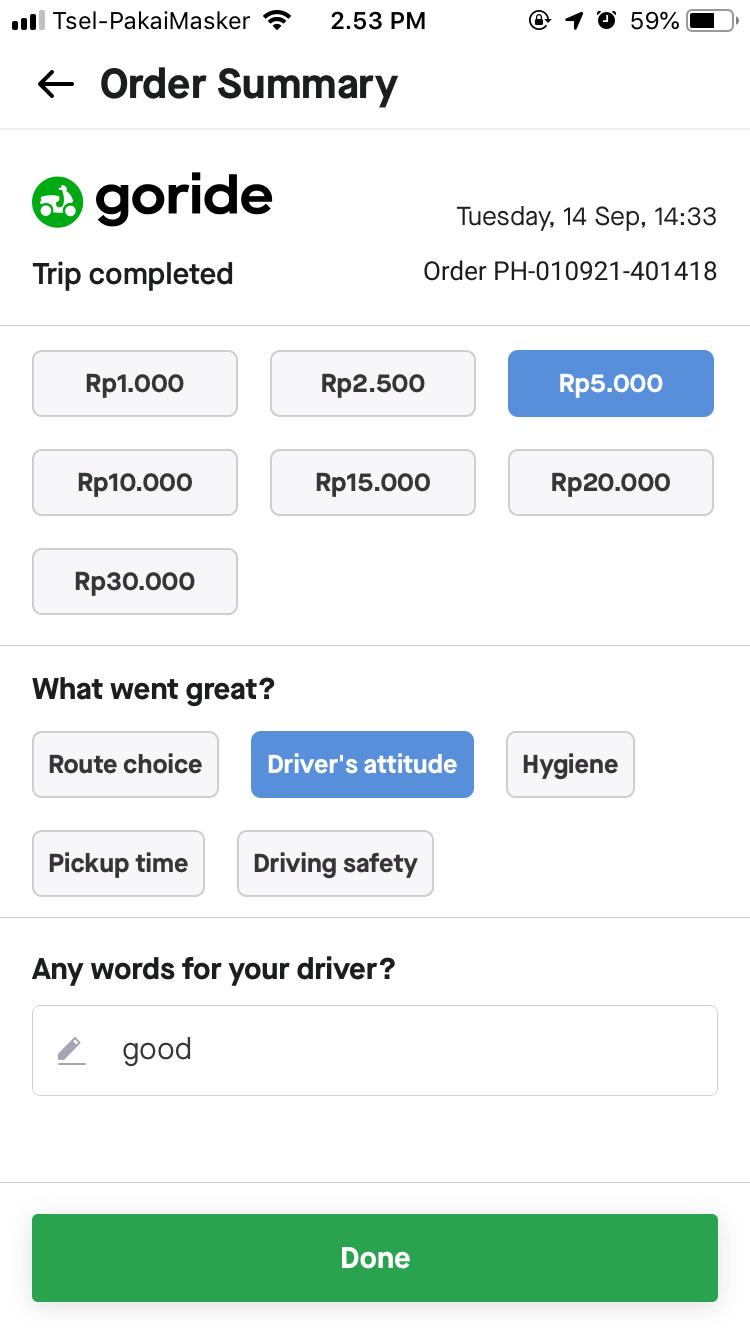 Tsel-PakaiMasker 2.53 PM 59%
Order Summary
goride
Tuesday, 14 Sep, 14:33
Trip completed
Order PH-010921-401418
Rp1.000 Rp2.500 Rp5.000
Rp10.000 Rp15.000 Rp20.000
Rp30.000
What went great?
Route choice Driver's attitude Hygiene
Pickup time Driving safety
Any words for your driver?
good
Done